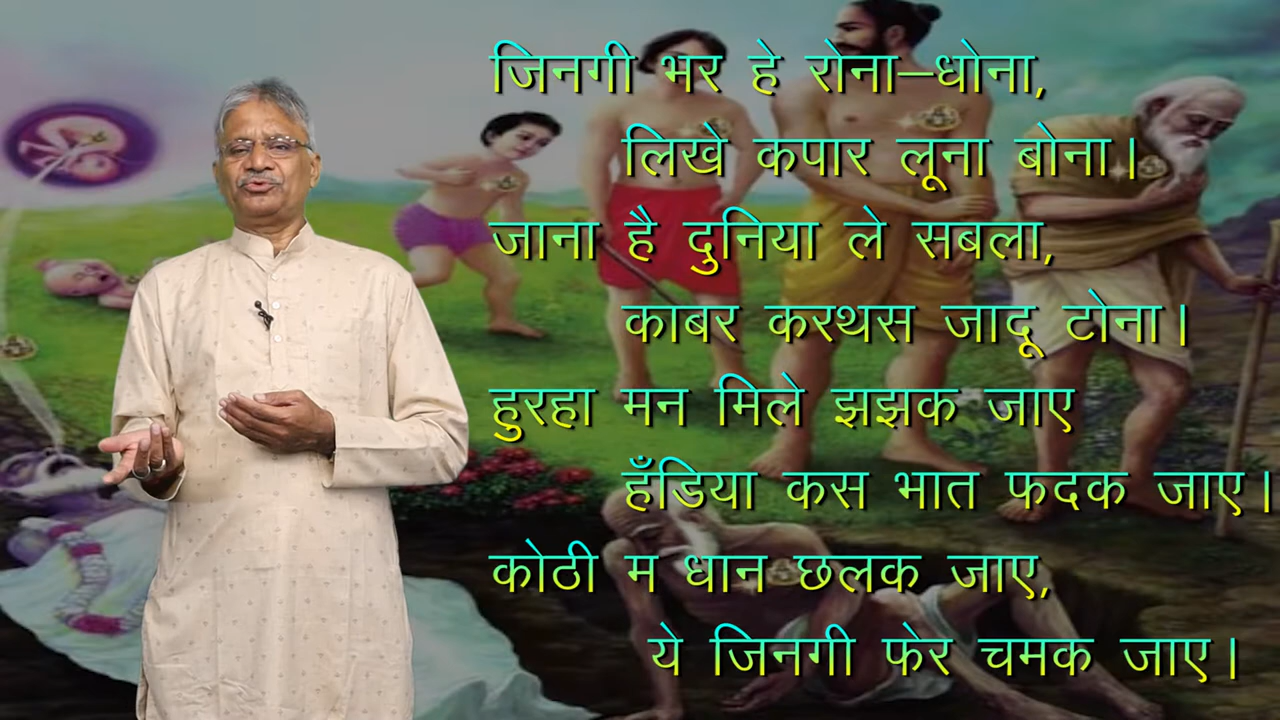 जिनगी भर हे रोना–धोना,
लिखे कपार लूना बोना।
जाना है दुनिया ले सबला,
काबर करथस जादू टोना।
हुरहा मन मिले झझक जाए
हँडिया कस भात फदक जाए।
कोठी म धान छलक जाए,
ये जिनगी फेर चमक जाए।